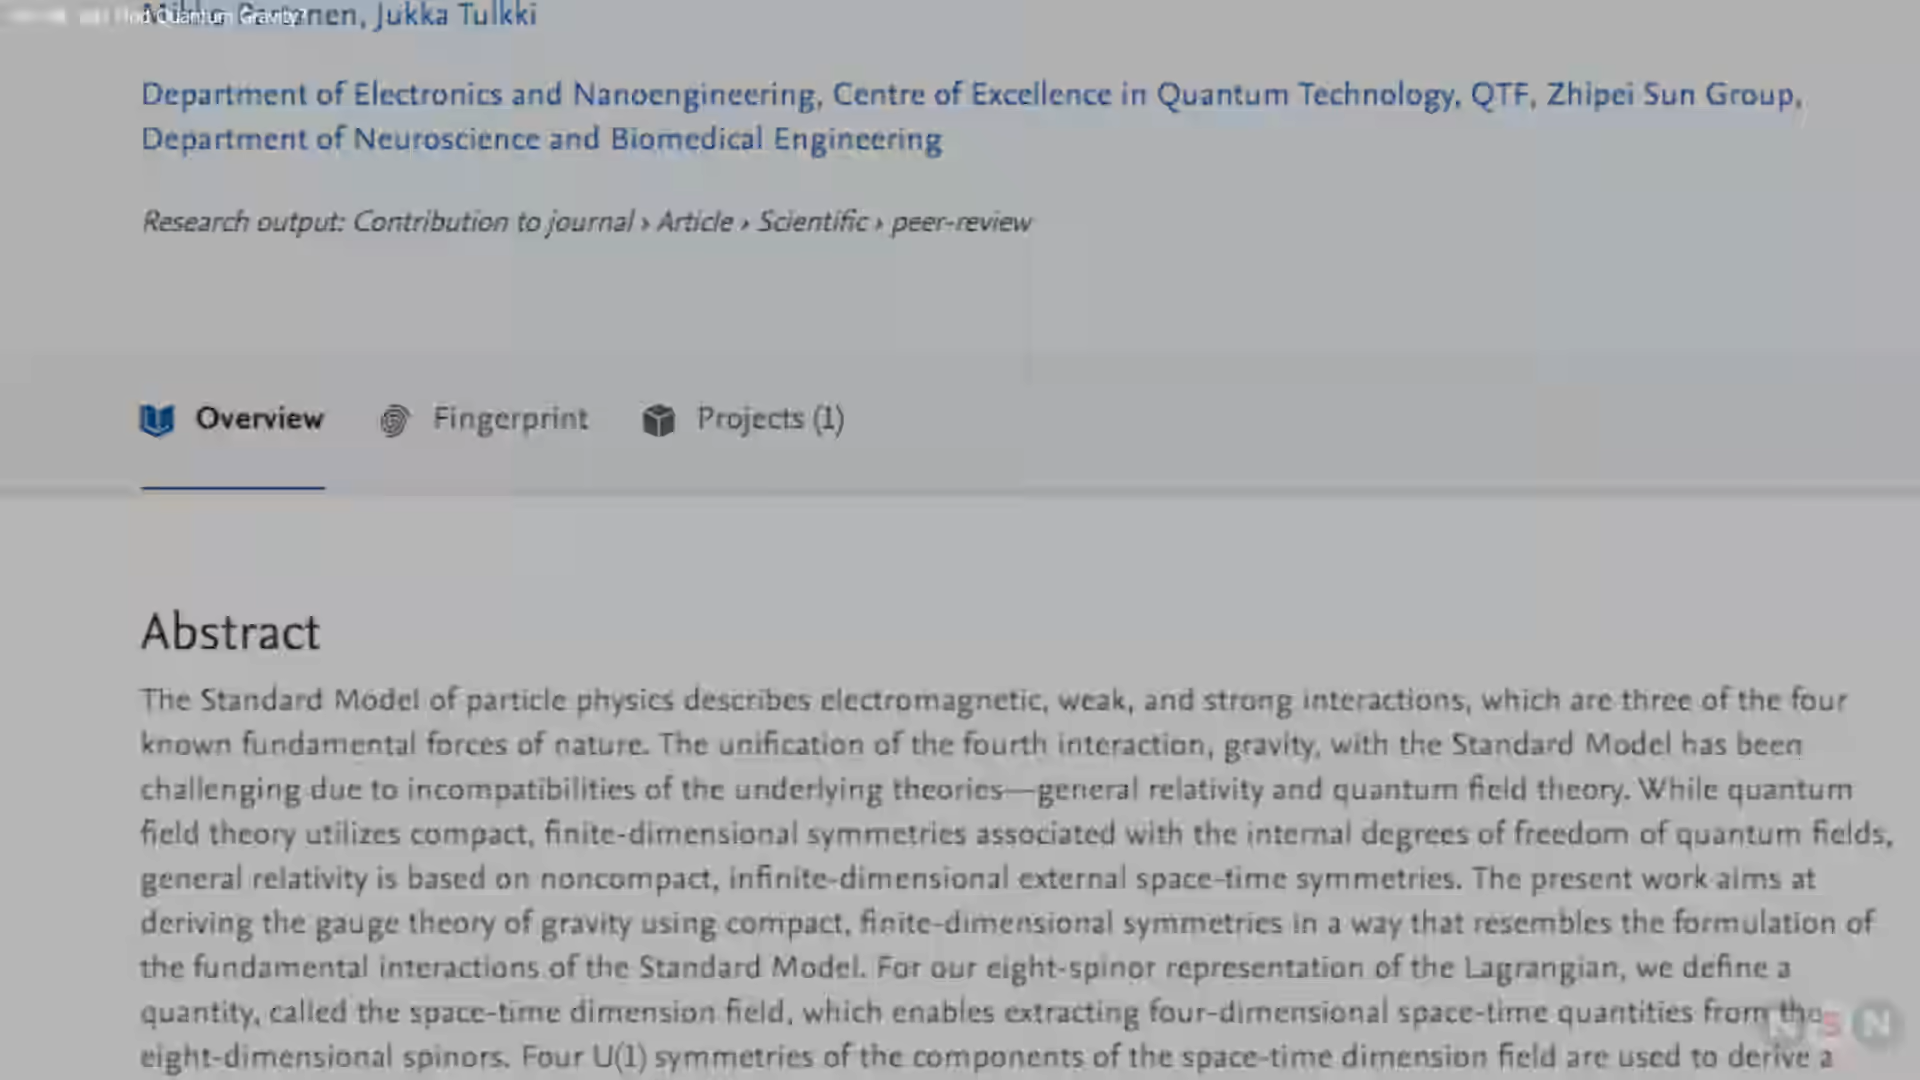 Quantum Gravity?
Mikko Partanen, Jukka Tulkki
Department of Electronics and Nanoengineering, Centre of Excellence in Quantum Technology, QTF, Zhipei Sun Group,
Department of Neuroscience and Biomedical Engineering
Research output: Contribution to journal › Article › Scientific › peer-review
Overview Fingerprint Projects (1)
Abstract
The Standard Model of particle physics describes electromagnetic, weak, and strong interactions, which are three of the four
known fundamental forces of nature. The unification of the fourth interaction, gravity, with the Standard Model has been
challenging due to incompatibilities of the underlying theories—general relativity and quantum field theory. While quantum
field theory utilizes compact, finite-dimensional symmetries associated with the internal degrees of freedom of quantum fields,
general relativity is based on noncompact, infinite-dimensional external space-time symmetries. The present work aims at
deriving the gauge theory of gravity using compact, finite-dimensional symmetries in a way that resembles the formulation of
the fundamental interactions of the Standard Model. For our eight-spinor representation of the Lagrangian, we define a
quantity, called the space-time dimension field, which enables extracting four-dimensional space-time quantities from the
NSN
eight-dimensional spinors. Four U(1) symmetries of the components of the space-time dimension field are used to derive a